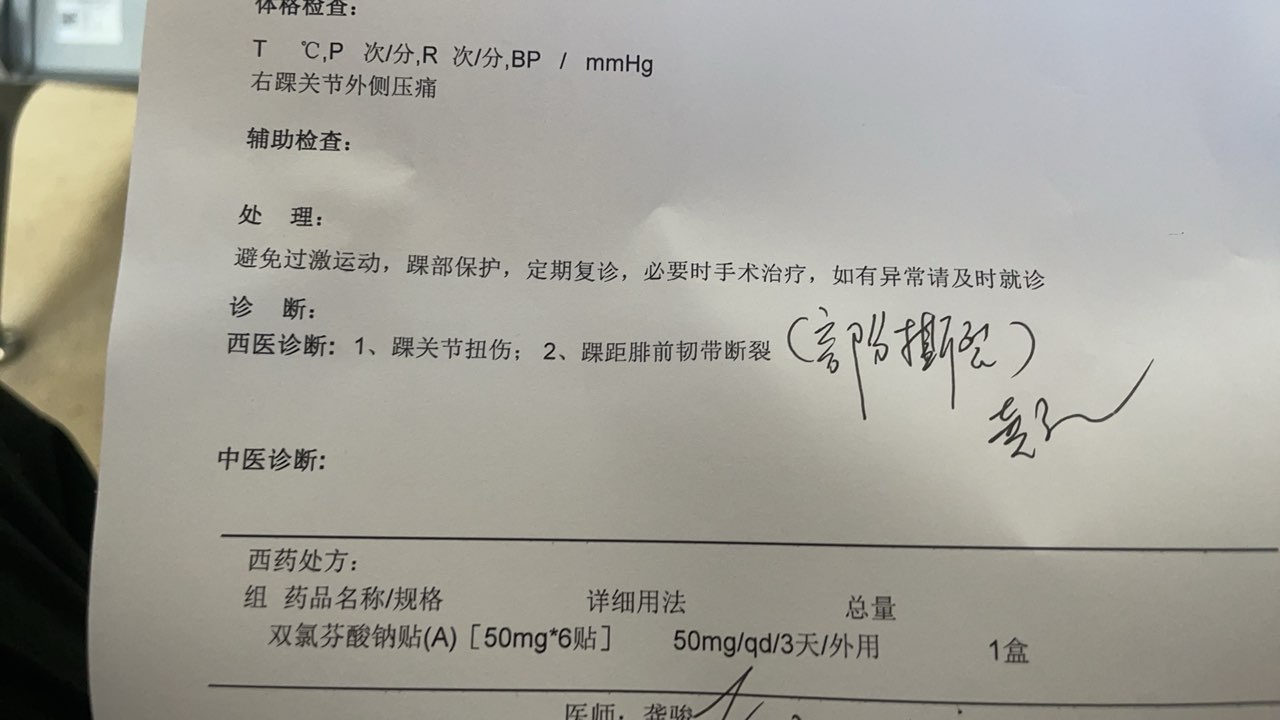 体格检查：
T ℃,P 次/分,R 次/分,BP / mmHg
右踝关节外侧压痛
辅助检查：
处 理：
避免过激运动，踝部保护，定期复诊，必要时手术治疗，如有异常请及时就诊
诊 断：
西医诊断：1、踝关节扭伤；2、踝距腓前韧带断裂（部份撕裂）
中医诊断：
西药处方：
组 药品名称/规格 详细用法 总量
双氯芬酸钠贴(A)［50mg*6贴］ 50mg/qd/3天/外用 1盒
医师：龚骏